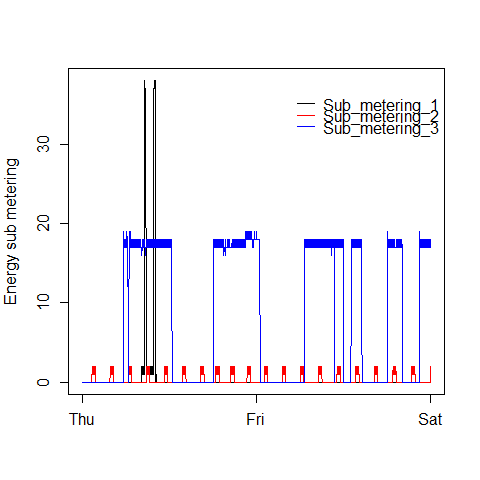 Energy sub metering
30
20
10
0
Sub_metering_1
Sub_metering_2
Sub_metering_3
Thu Fri Sat